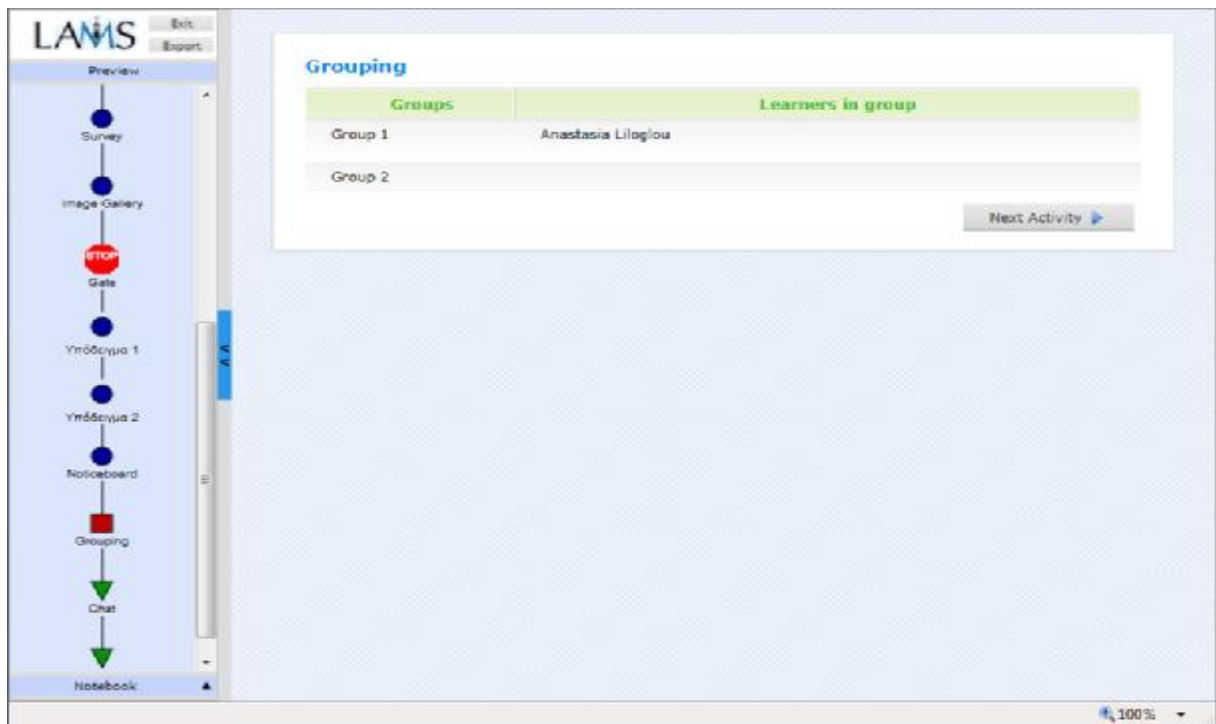 LAMS
Exit
Export
Preview
Survey
Image Gallery
STOP
Gate
Υπόδειγμα 1
Υπόδειγμα 2
Noticeboard
Grouping
Chat
Notebook
Grouping
Groups Learners in group
Group 1 Anastasia Liloglou
Group 2
Next Activity
100%